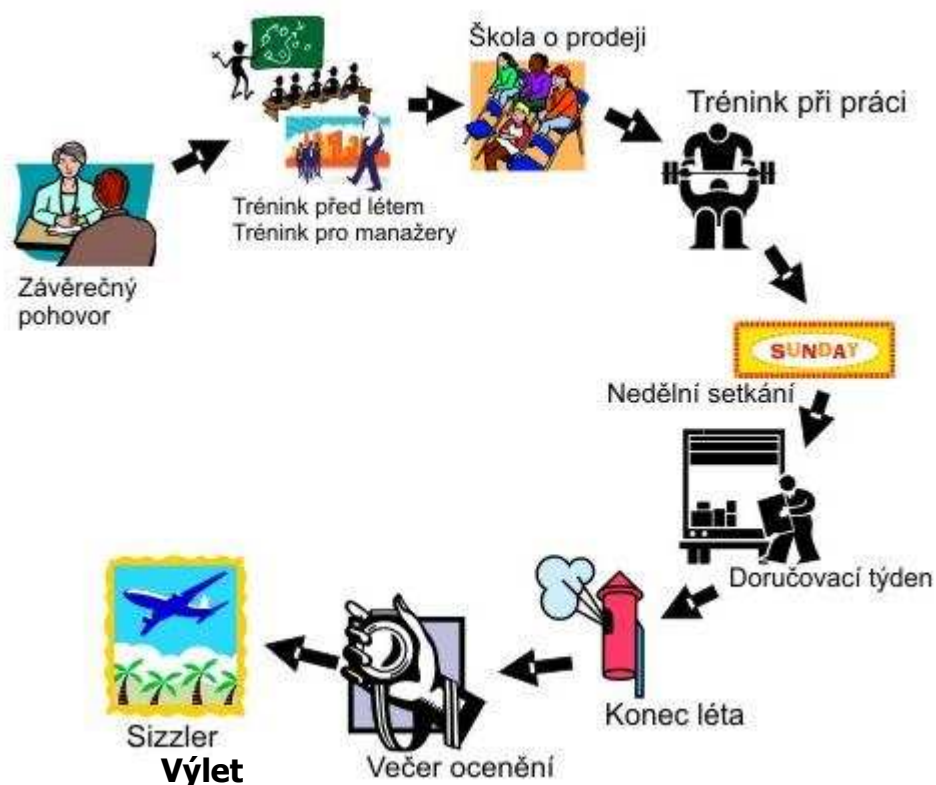 Závěrečný
pohovor
Trénink před létem
Trénink pro manažery
Škola o prodeji
Trénink při práci
SUNDAY
Nedělní setkání
Doručovací týden
Konec léta
Večer ocenění
Sizzler
Výlet